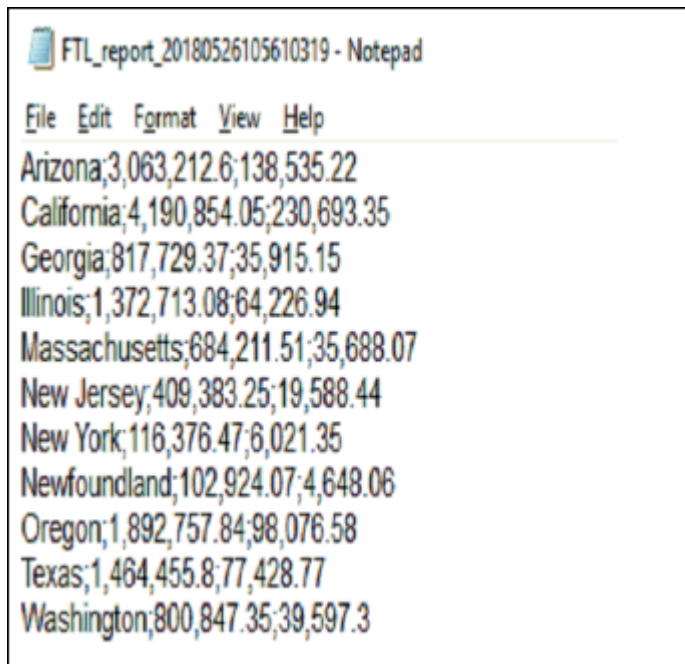 FTL_report_20180526105610319 - Notepad
File Edit Format View Help
Arizona;3,063,212.6;138,535.22
California;4,190,854.05;230,693.35
Georgia;817,729.37;35,915.15
Illinois;1,372,713.08;64,226.94
Massachusetts;684,211.51;35,688.07
New Jersey;409,383.25;19,588.44
New York;116,376.47;6,021.35
Newfoundland;102,924.07;4,648.06
Oregon;1,892,757.84;98,076.58
Texas;1,464,455.8;77,428.77
Washington;800,847.35;39,597.3